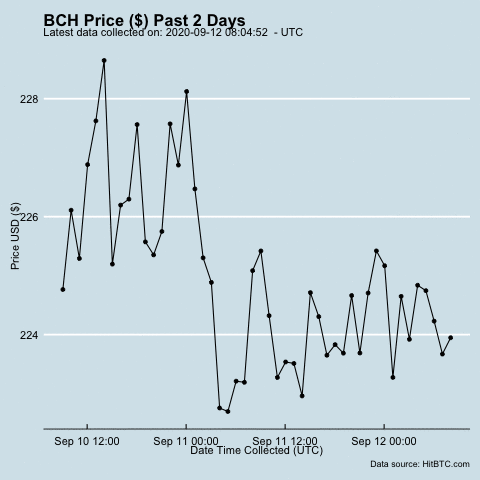 BCH Price ($) Past 2 Days
Latest data collected on: 2020-09-12 08:04:52  - UTC
228
226
224
Price USD ($)
Sep 10 12:00
Sep 11 00:00
Sep 11 12:00
Sep 12 00:00
Date Time Collected (UTC)
Data source: HitBTC.com